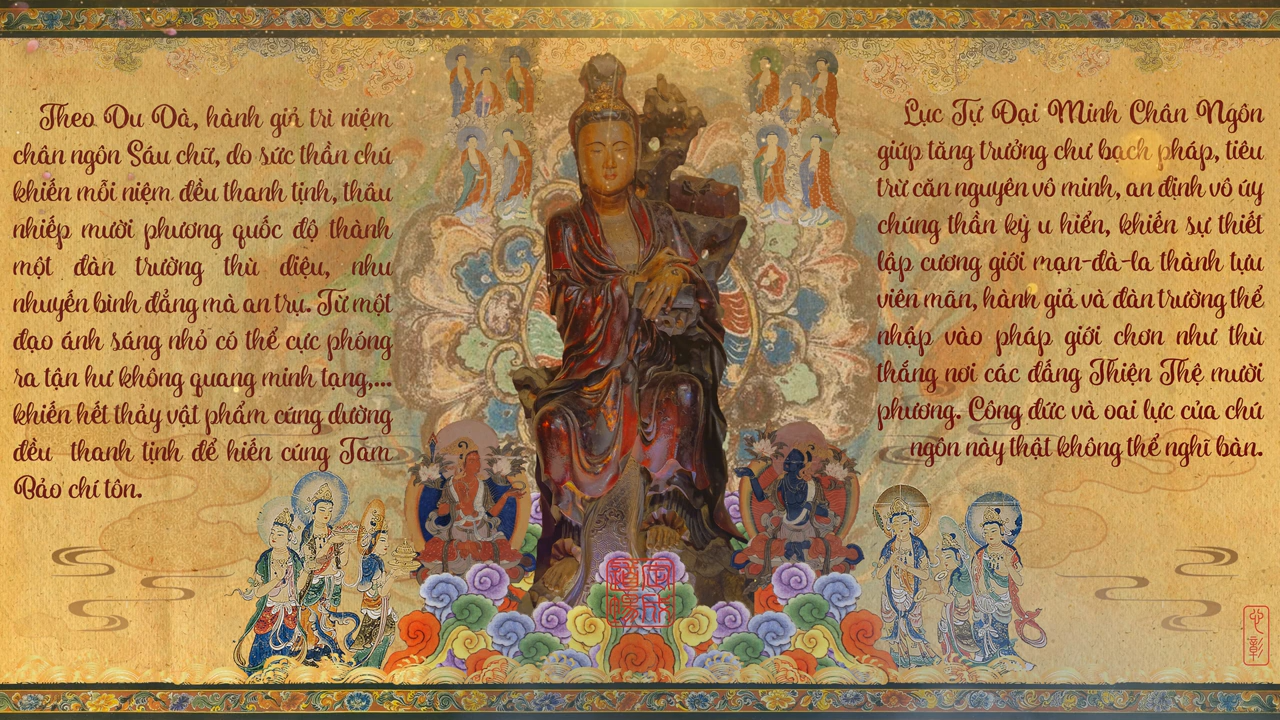 Theo Du Dà, hành giả trì niệm
chân ngôn Sáu chữ, do sức thần chú
khiến mỗi niệm đều thanh tịnh, thâu
nhiếp mười phương quốc độ thành
một đàn trường thù diệu, nhu
nhuyến bình đẳng mà an trụ. Từ một
đạo ánh sáng nhỏ có thể cực phóng
ra tận hư không quang minh tạng,...
khiến hết thảy vật phẩm cúng dường
đều thanh tịnh để hiến cúng Tam
Bảo chí tôn.
Lục Tự Đại Minh Chân Ngôn
giúp tăng trưởng chư bạch pháp, tiêu
trừ căn nguyên vô minh, an định vô úy
chúng thần kỳ u hiển, khiến sự thiết
lập cương giới mạn-đà-la thành tựu
viên mãn, hành giả và đàn trường thể
nhập vào pháp giới chơn như thù
thắng nơi các đấng Thiện Thệ mười
phương. Công đức và oai lực của chú
ngôn này thật không thể nghĩ bàn.